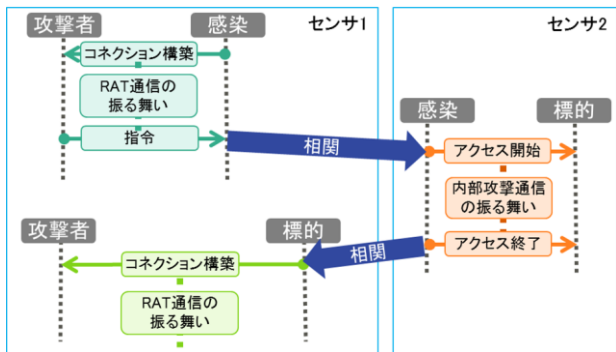 センサ1
攻撃者
感染
コネクション構築
RAT通信の
振る舞い
指令
相関
攻撃者
標的
コネクション構築
RAT通信の
振る舞い
センサ2
感染
標的
アクセス開始
内部攻撃通信
の振る舞い
アクセス終了
相関